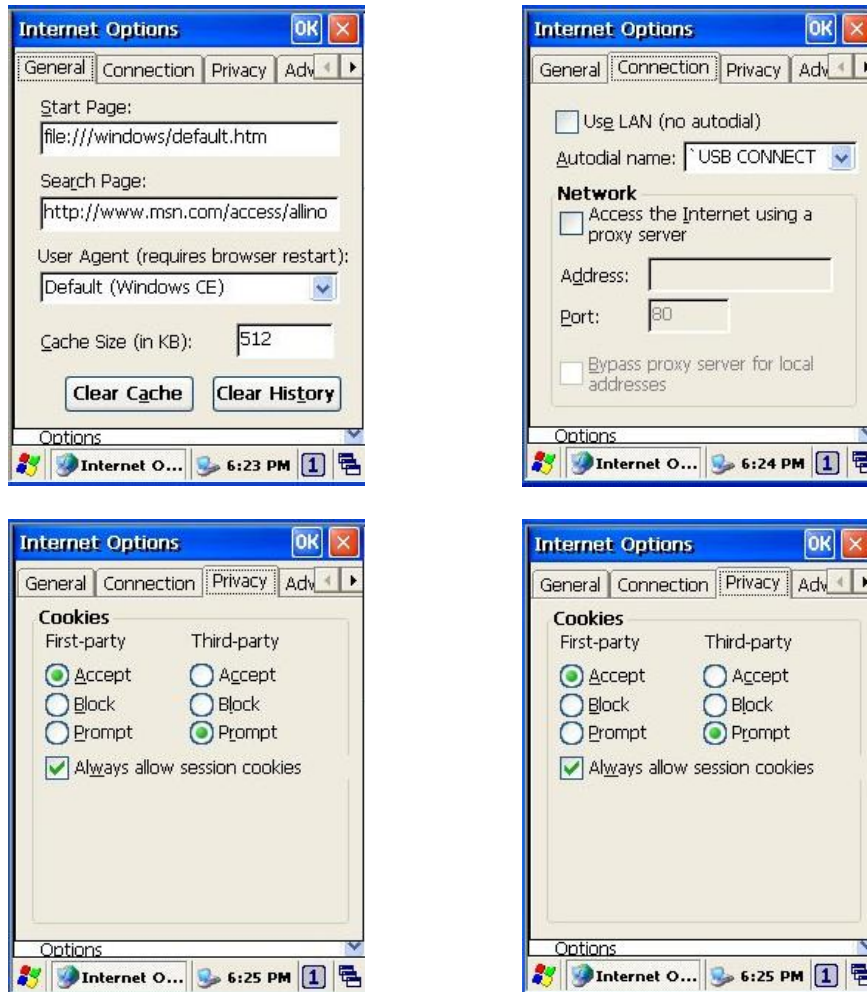 Internet Options OK
General Connection Privacy Adv
Start Page:
file:///windows/default.htm
Search Page:
http://www.msn.com/access/allino
User Agent (requires browser restart):
Default (Windows CE)
Cache Size (in KB): 512
Clear Cache Clear History
Options
Internet O... 6:23 PM 1
Internet Options OK
General Connection Privacy Adv
Use LAN (no autodial)
Autodial name: `USB CONNECT
Network
Access the Internet using a
proxy server
Address:
Port: 80
Bypass proxy server for local
addresses
Options
Internet O... 6:24 PM 1
Internet Options OK
General Connection Privacy Adv
Cookies
First-party Third-party
Accept Accept
Block Block
Prompt Prompt
Always allow session cookies
Options
Internet O... 6:25 PM 1
Internet Options OK
General Connection Privacy Adv
Cookies
First-party Third-party
Accept Accept
Block Block
Prompt Prompt
Always allow session cookies
Options
Internet O... 6:25 PM 1